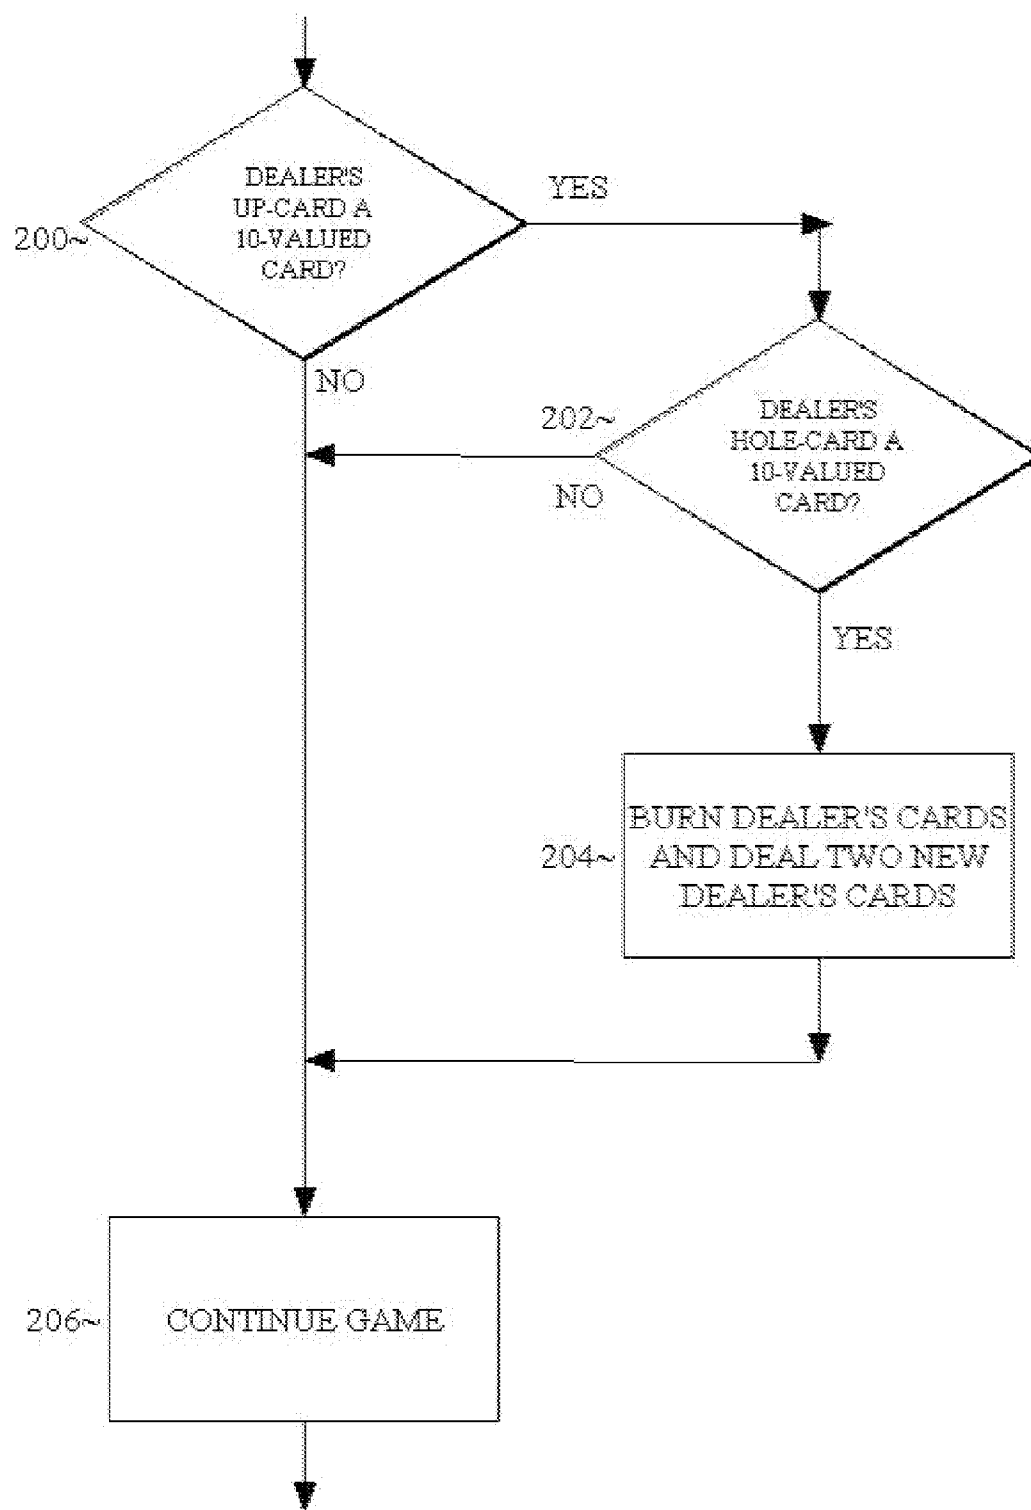 DEALER'S
UP-CARD A
10-VALUED
CARD?
YES
200~
NO
202~
DEALER'S
HOLE-CARD A
10-VALUED
CARD?
NO
YES
BURN DEALER'S CARDS
AND DEAL TWO NEW
DEALER'S CARDS
204~
206~
CONTINUE GAME